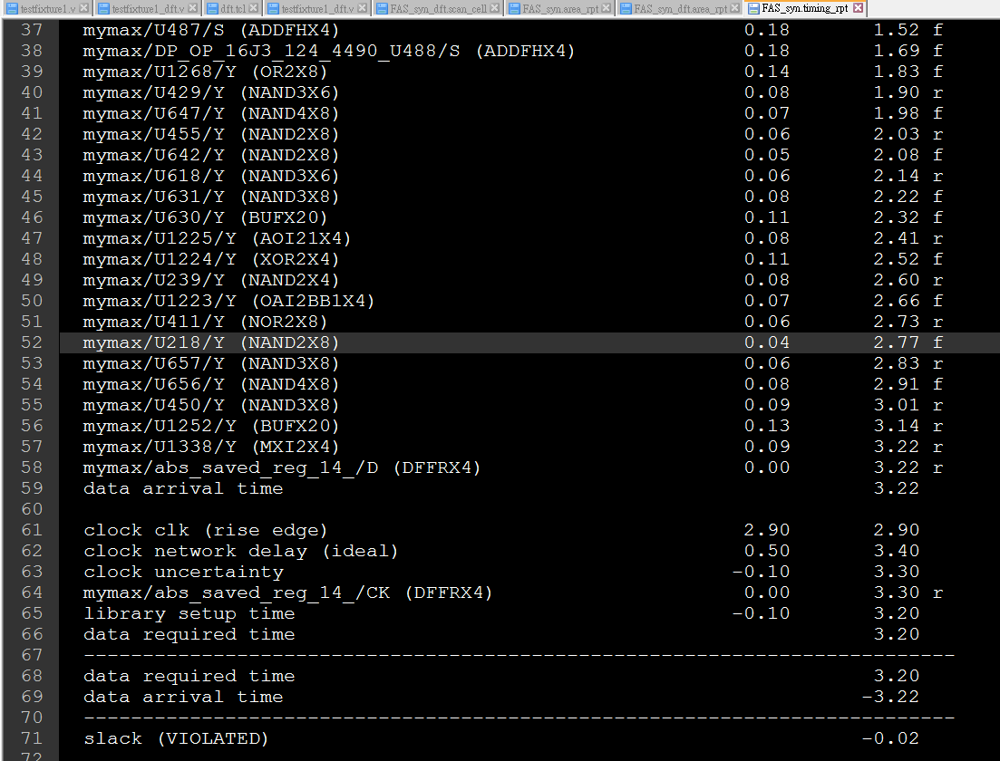 testfixture1.v testfixture1_dft.v dft.tcl testfixture1_dft.v FAS_syn_dft.scan_cell FAS_syn.area_rpt FAS_syn_dft.area_rpt FAS_syn.timing_rpt
37 mymax/U487/S (ADDFHX4) 0.18 1.52 f
38 mymax/DP_OP_16J3_124_4490_U488/S (ADDFHX4) 0.18 1.69 f
39 mymax/U1268/Y (OR2X8) 0.14 1.83 f
40 mymax/U429/Y (NAND3X6) 0.08 1.90 r
41 mymax/U647/Y (NAND4X8) 0.07 1.98 f
42 mymax/U455/Y (NAND2X8) 0.06 2.03 r
43 mymax/U642/Y (NAND2X8) 0.05 2.08 f
44 mymax/U618/Y (NAND3X6) 0.06 2.14 r
45 mymax/U631/Y (NAND3X8) 0.08 2.22 f
46 mymax/U630/Y (BUFX20) 0.11 2.32 f
47 mymax/U1225/Y (AOI21X4) 0.08 2.41 r
48 mymax/U1224/Y (XOR2X4) 0.11 2.52 f
49 mymax/U239/Y (NAND2X4) 0.08 2.60 r
50 mymax/U1223/Y (OAI2BB1X4) 0.07 2.66 f
51 mymax/U411/Y (NOR2X8) 0.06 2.73 r
52 mymax/U218/Y (NAND2X8) 0.04 2.77 f
53 mymax/U657/Y (NAND3X8) 0.06 2.83 r
54 mymax/U656/Y (NAND4X8) 0.08 2.91 f
55 mymax/U450/Y (NAND3X8) 0.09 3.01 r
56 mymax/U1252/Y (BUFX20) 0.13 3.14 r
57 mymax/U1338/Y (MXI2X4) 0.09 3.22 r
58 mymax/abs_saved_reg_14_/D (DFFRX4) 0.00 3.22 r
59 data arrival time 3.22
60
61 clock clk (rise edge) 2.90 2.90
62 clock network delay (ideal) 0.50 3.40
63 clock uncertainty -0.10 3.30
64 mymax/abs_saved_reg_14_/CK (DFFRX4) 0.00 3.30 r
65 library setup time -0.10 3.20
66 data required time 3.20
67 --------------------------------------------------------------------------
68 data required time 3.20
69 data arrival time -3.22
70 --------------------------------------------------------------------------
71 slack (VIOLATED) -0.02
72